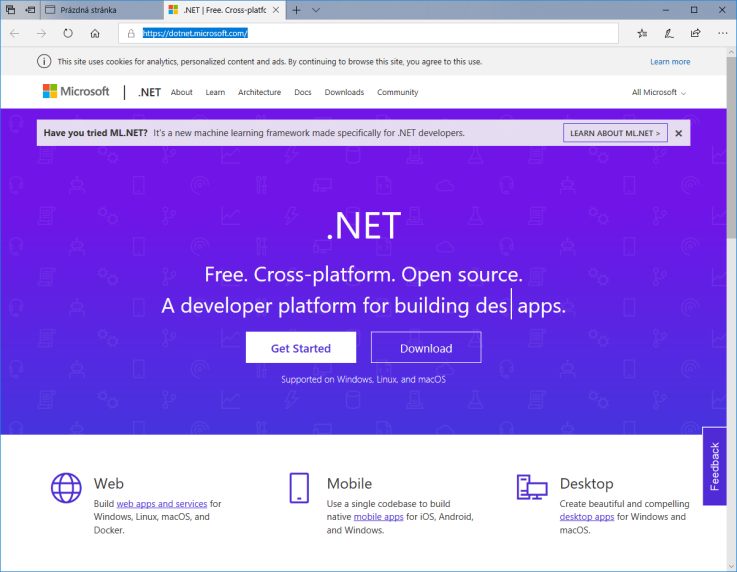 Prázdná stránka
.NET | Free. Cross-platfo
https://dotnet.microsoft.com/
This site uses cookies for analytics, personalized content and ads. By continuing to browse this site, you agree to this use.
Learn more
Microsoft
.NET
About
Learn
Architecture
Docs
Downloads
Community
All Microsoft
Have you tried ML.NET? It's a new machine learning framework made specifically for .NET developers.
LEARN ABOUT ML.NET >
.NET
Free. Cross-platform. Open source.
A developer platform for building des| apps.
Get Started
Download
Supported on Windows, Linux, and macOS
Feedback
Web
Build web apps and services for
Windows, Linux, macOS, and
Docker.
Mobile
Use a single codebase to build
native mobile apps for iOS, Android,
and Windows.
Desktop
Create beautiful and compelling
desktop apps for Windows and
macOS.